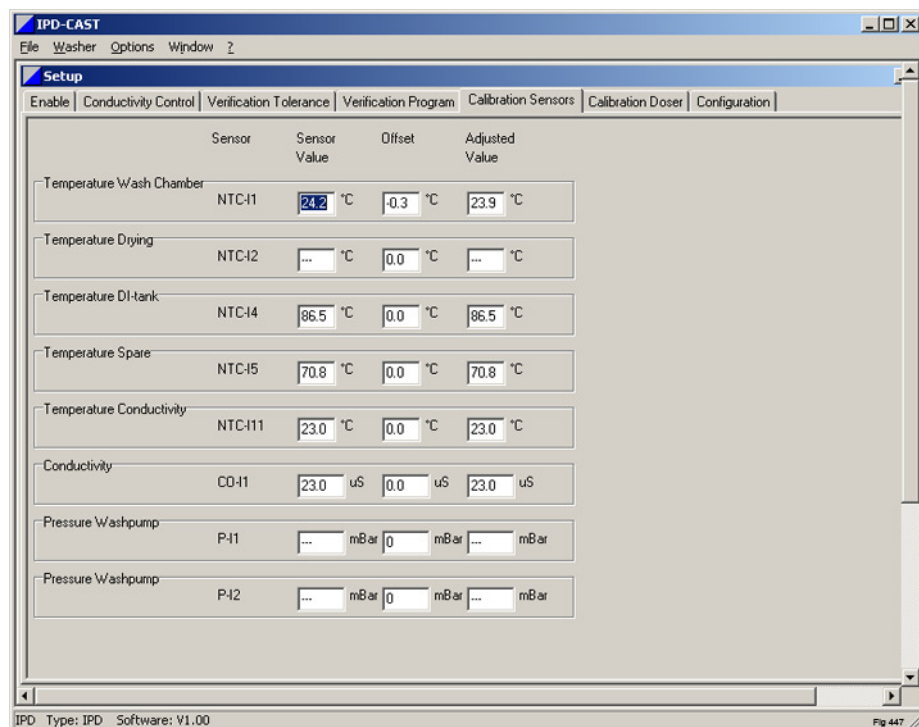 IPD-CAST
File Washer Options Window ?
Setup
Enable Conductivity Control Verification Tolerance Verification Program Calibration Sensors Calibration Doser Configuration
Sensor Sensor Value Offset Adjusted Value
Temperature Wash Chamber
NTC-I1 24.2 °C -0.3 °C 23.9 °C
Temperature Drying
NTC-I2 --- °C 0.0 °C --- °C
Temperature DI-tank
NTC-I4 86.5 °C 0.0 °C 86.5 °C
Temperature Spare
NTC-I5 70.8 °C 0.0 °C 70.8 °C
Temperature Conductivity
NTC-I11 23.0 °C 0.0 °C 23.0 °C
Conductivity
CO-I1 23.0 uS 0.0 uS 23.0 uS
Pressure Washpump
P-I1 --- mBar 0 mBar --- mBar
Pressure Washpump
P-I2 --- mBar 0 mBar --- mBar
IPD Type: IPD Software: V1.00
Fig 447